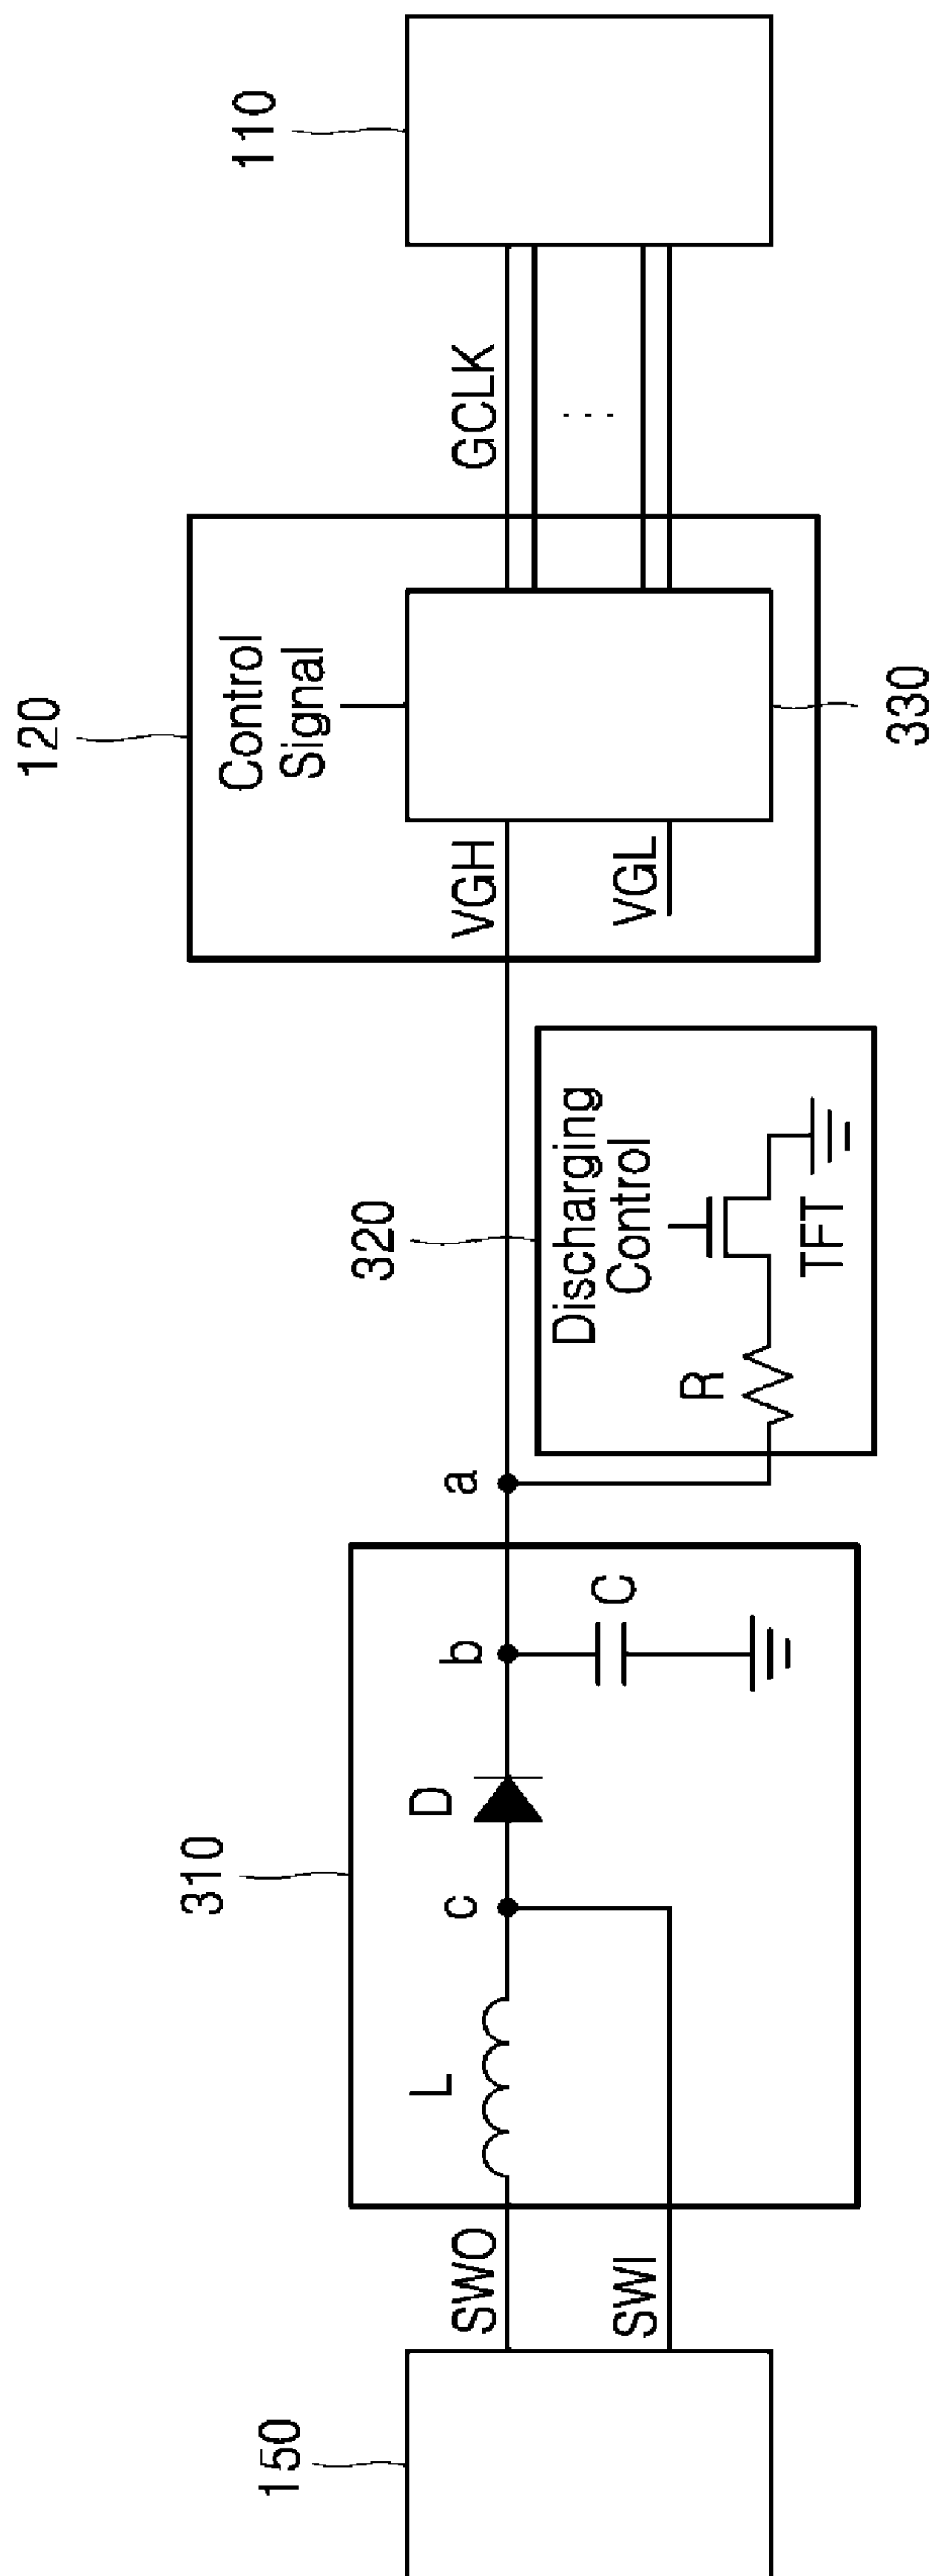 150
SWO
SWI
310
L
c
D
b
C
a
320
Discharging
Control
R
TFT
120
Control
Signal
VGH
VGL
330
GCLK
. . .
110